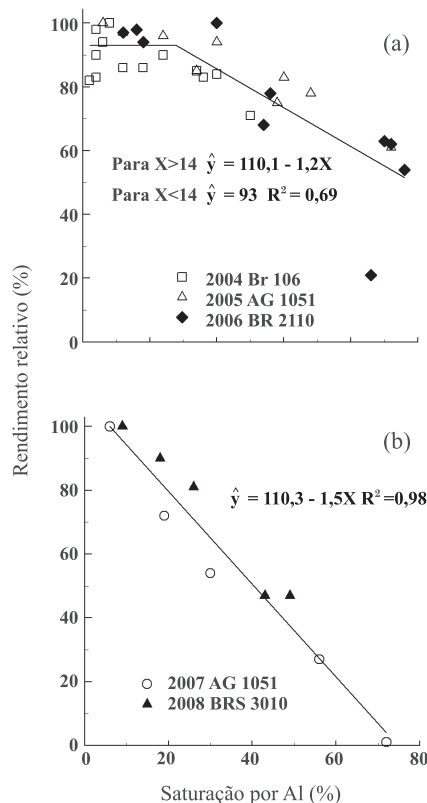 100
80
60
40
20
0
(a)
Para X>14 ŷ = 110,1 - 1,2X
Para X<14 ŷ = 93 R² = 0,69
2004 Br 106
2005 AG 1051
2006 BR 2110
Rendimento relativo (%)
100
80
60
40
20
0
(b)
ŷ = 110,3 - 1,5X R² =0,98
2007 AG 1051
2008 BRS 3010
0 20 40 60 80
Saturação por Al (%)